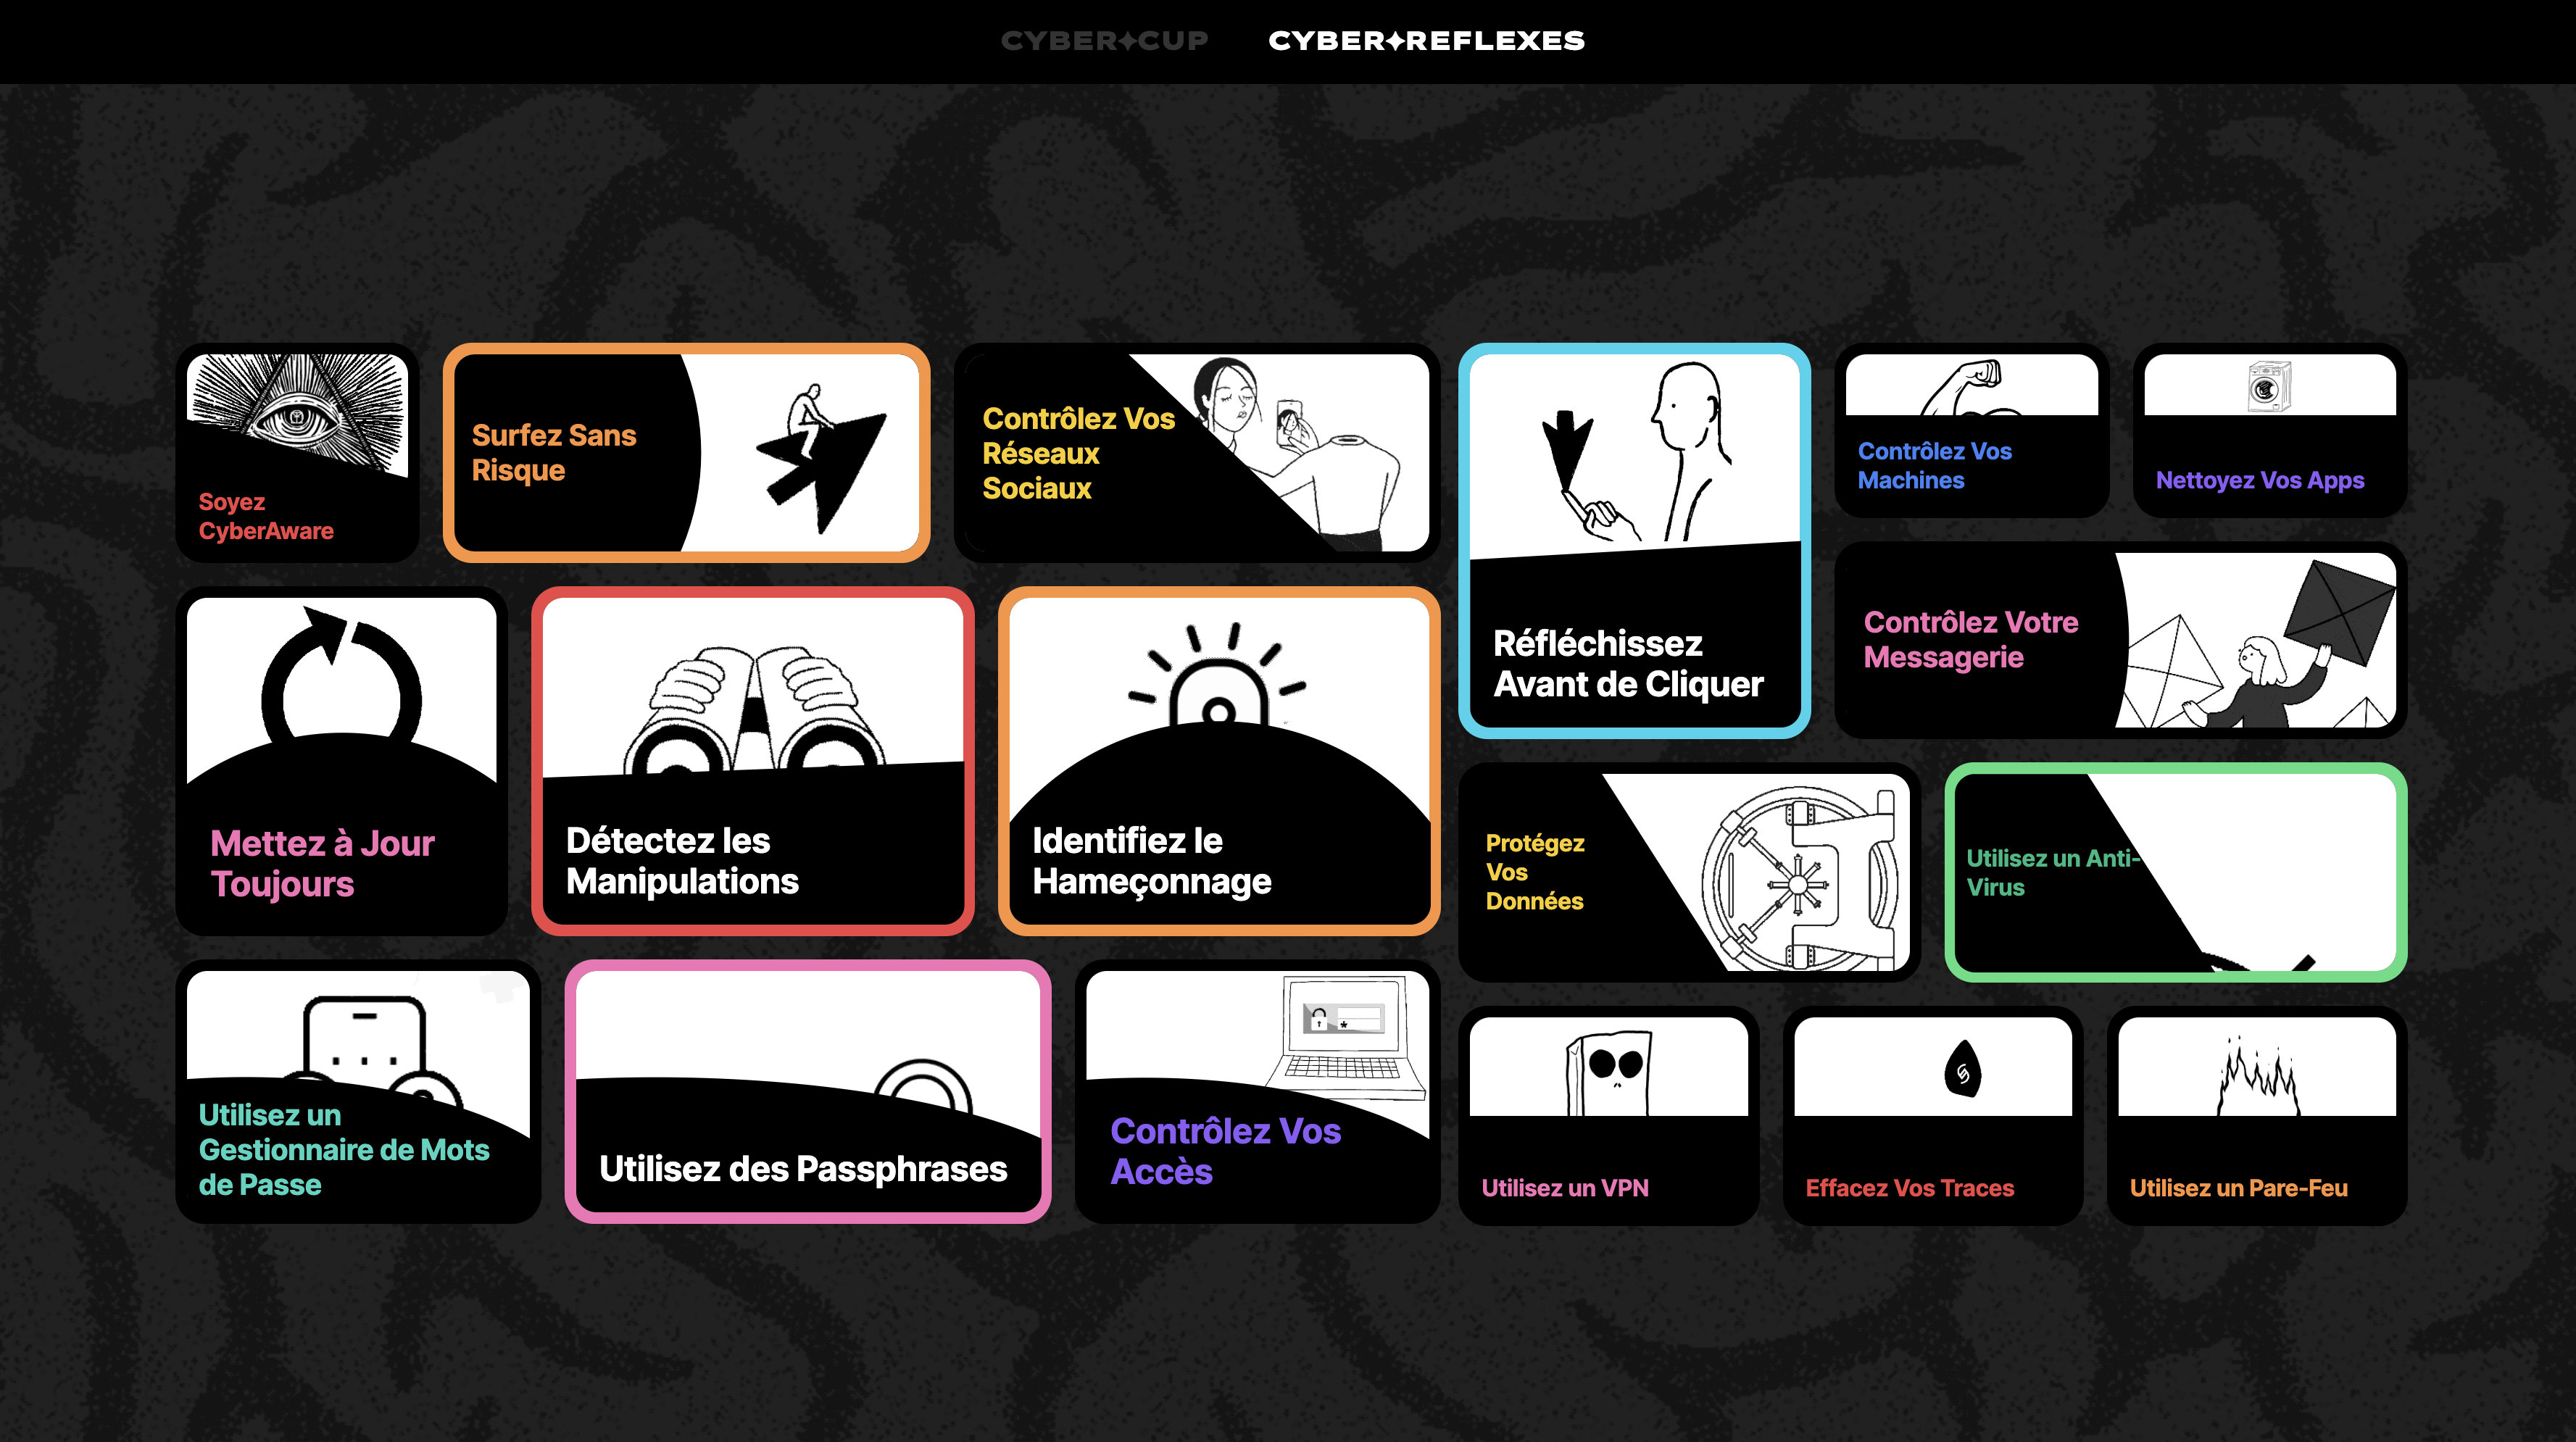 CYBER✦CUP CYBER✦REFLEXES
Soyez
CyberAware
Surfez Sans
Risque
Contrôlez Vos
Réseaux
Sociaux
Réfléchissez
Avant de Cliquer
Contrôlez Vos
Machines
Nettoyez Vos Apps
Contrôlez Votre
Messagerie
Mettez à Jour
Toujours
Détectez les
Manipulations
Identifiez le
Hameçonnage
Protégez
Vos
Données
Utilisez un Anti-
Virus
Utilisez un
Gestionnaire de Mots
de Passe
Utilisez des Passphrases
Contrôlez Vos
Accès
Utilisez un VPN
Effacez Vos Traces
Utilisez un Pare-Feu